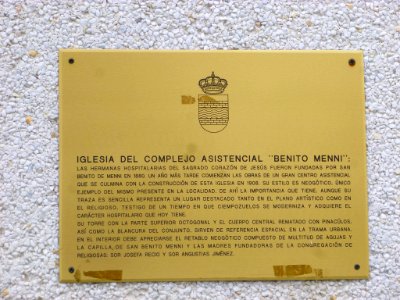 IGLESIA DEL COMPLEJO ASISTENCIAL "BENITO MENNI":
LAS HERMANAS HOSPITALARIAS DEL SAGRADO CORAZÓN DE JESÚS FUERON FUNDADAS POR SAN
BENITO DE MENNI EN 1880. UN AÑO MÁS TARDE COMIENZAN LAS OBRAS DE UN GRAN CENTRO ASISTENCIAL
QUE SE CULMINA CON LA CONSTRUCCIÓN DE ESTA IGLESIA EN 1908. SU ESTILO ES NEOGÓTICO, ÚNICO
EJEMPLO DEL MISMO PRESENTE EN LA LOCALIDAD, DE AHÍ LA IMPORTANCIA QUE TIENE. AUNQUE SU
TRAZA ES SENCILLA REPRESENTA UN LUGAR DESTACADO TANTO EN EL PLANO ARTÍSTICO COMO EN
EL RELIGIOSO, TESTIGO DE UN TIEMPO EN QUE CIEMPOZUELOS SE MODERNIZA Y ADQUIERE EL
CARÁCTER HOSPITALARIO QUE HOY TIENE.
SU TORRE CON LA PARTE SUPERIOR OCTOGONAL Y EL CUERPO CENTRAL REMATADO CON PINÁCULOS,
ASÍ COMO LA BLANCURA DEL CONJUNTO, SIRVEN DE REFERENCIA ESPACIAL EN LA TRAMA URBANA.
EN EL INTERIOR DEBE APRECIARSE EL RETABLO NEOGÓTICO COMPUESTO DE MULTITUD DE AGUJAS Y
LA CAPILLA DE SAN BENITO MENNI Y LAS MADRES FUNDADORAS DE LA CONGREGACIÓN DE
RELIGIOSAS: SOR JOSEFA RECIO Y SOR ANGUSTIAS JIMÉNEZ.